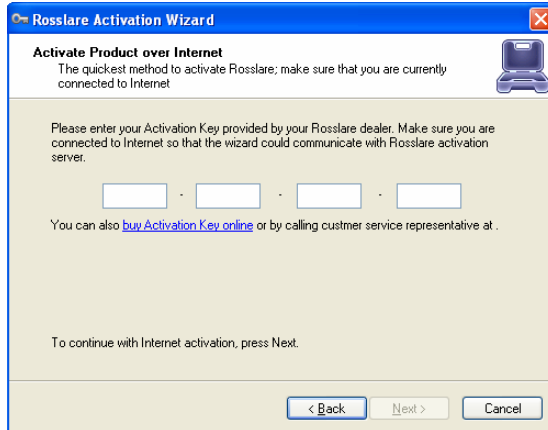 Rosslare Activation Wizard
Activate Product over Internet
The quickest method to activate Rosslare; make sure that you are currently
connected to Internet
Please enter your Activation Key provided by your Rosslare dealer. Make sure you are
connected to Internet so that the wizard could communicate with Rosslare activation
server.
- - -
You can also buy Activation Key online or by calling custmer service representative at .
To continue with Internet activation, press Next.
< Back Next > Cancel